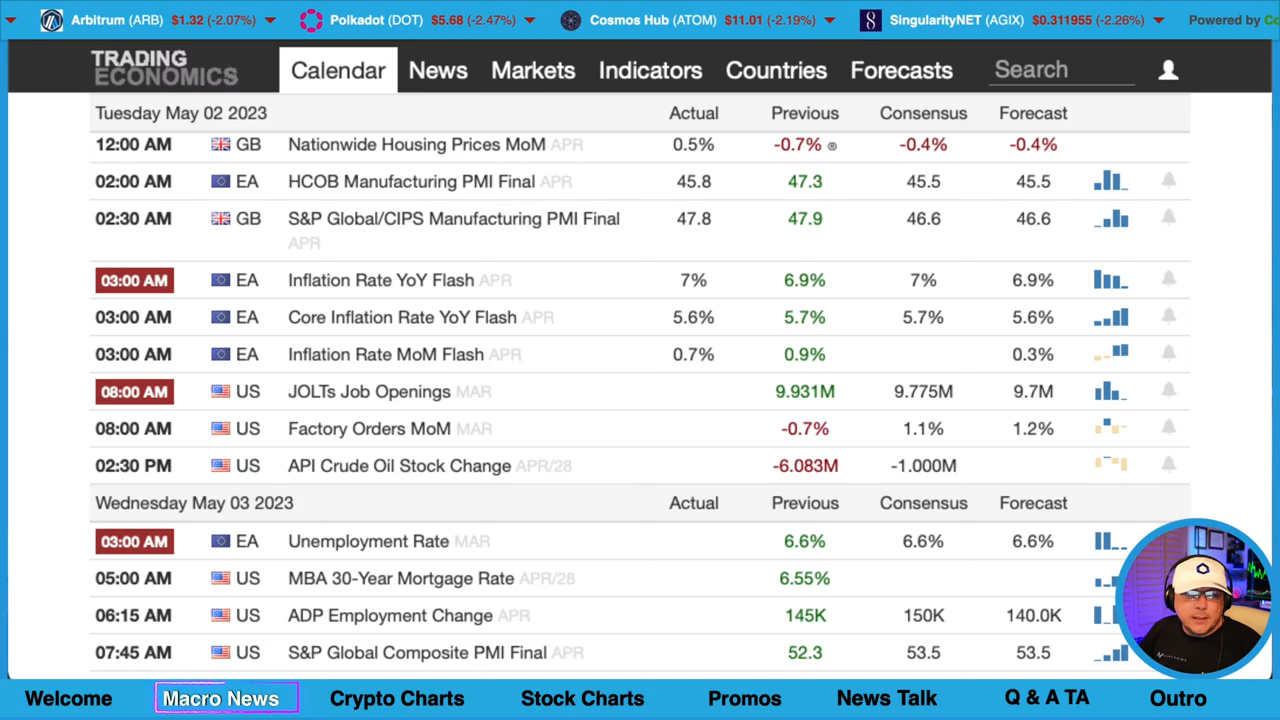 Arbitrum (ARB) $1.32 (-2.07%) Polkadot (DOT) $5.68 (-2.47%) Cosmos Hub (ATOM) $11.01 (-2.19%) SingularityNET (AGIX) $0.311955 (-2.26%) Powered by
TRADING ECONOMICS Calendar News Markets Indicators Countries Forecasts Search
Tuesday May 02 2023 Actual Previous Consensus Forecast
12:00 AM GB Nationwide Housing Prices MoM APR 0.5% -0.7% ® -0.4% -0.4%
02:00 AM EA HCOB Manufacturing PMI Final APR 45.8 47.3 45.5 45.5
02:30 AM GB S&P Global/CIPS Manufacturing PMI Final 47.8 47.9 46.6 46.6
APR
03:00 AM EA Inflation Rate YoY Flash APR 7% 6.9% 7% 6.9%
03:00 AM EA Core Inflation Rate YoY Flash APR 5.6% 5.7% 5.7% 5.6%
03:00 AM EA Inflation Rate MoM Flash APR 0.7% 0.9% 0.3%
08:00 AM US JOLTs Job Openings MAR 9.931M 9.775M 9.7M
08:00 AM US Factory Orders MoM MAR -0.7% 1.1% 1.2%
02:30 PM US API Crude Oil Stock Change APR/28 -6.083M -1.000M
Wednesday May 03 2023 Actual Previous Consensus Forecast
03:00 AM EA Unemployment Rate MAR 6.6% 6.6% 6.6%
05:00 AM US MBA 30-Year Mortgage Rate APR/28 6.55%
06:15 AM US ADP Employment Change APR 145K 150K 140.0K
07:45 AM US S&P Global Composite PMI Final APR 52.3 53.5 53.5
Welcome Macro News Crypto Charts Stock Charts Promos News Talk Q & A TA Outro